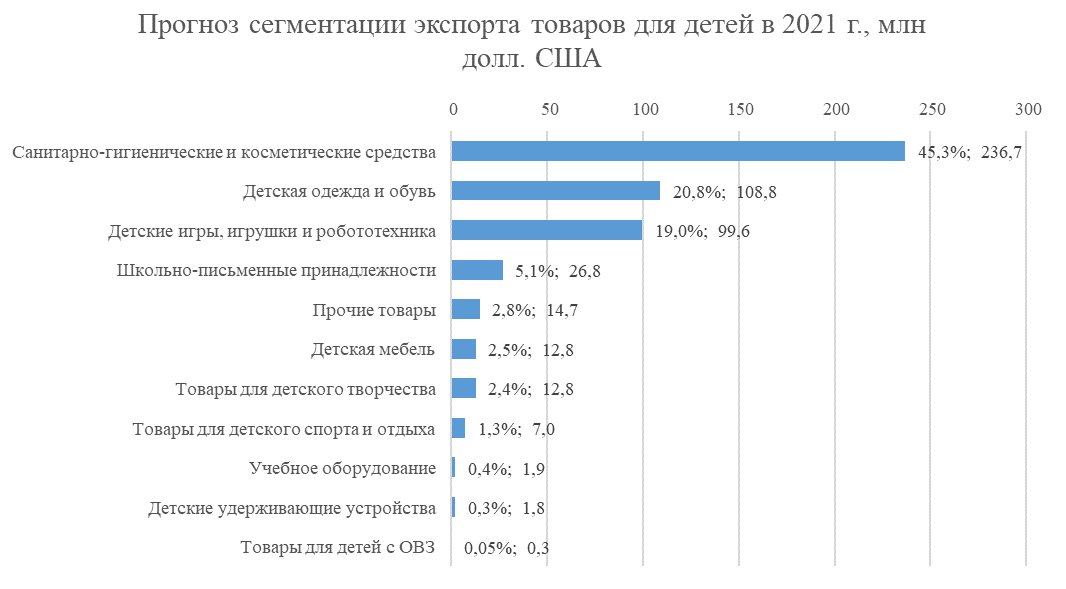 Прогноз сегментации экспорта товаров для детей в 2021 г., млн
долл. США
0 50 100 150 200 250 300
Санитарно-гигиенические и косметические средства 45,3%; 236,7
Детская одежда и обувь 20,8%; 108,8
Детские игры, игрушки и робототехника 19,0%; 99,6
Школьно-письменные принадлежности 5,1%; 26,8
Прочие товары 2,8%; 14,7
Детская мебель 2,5%; 12,8
Товары для детского творчества 2,4%; 12,8
Товары для детского спорта и отдыха 1,3%; 7,0
Учебное оборудование 0,4%; 1,9
Детские удерживающие устройства 0,3%; 1,8
Товары для детей с ОВЗ 0,05%; 0,3